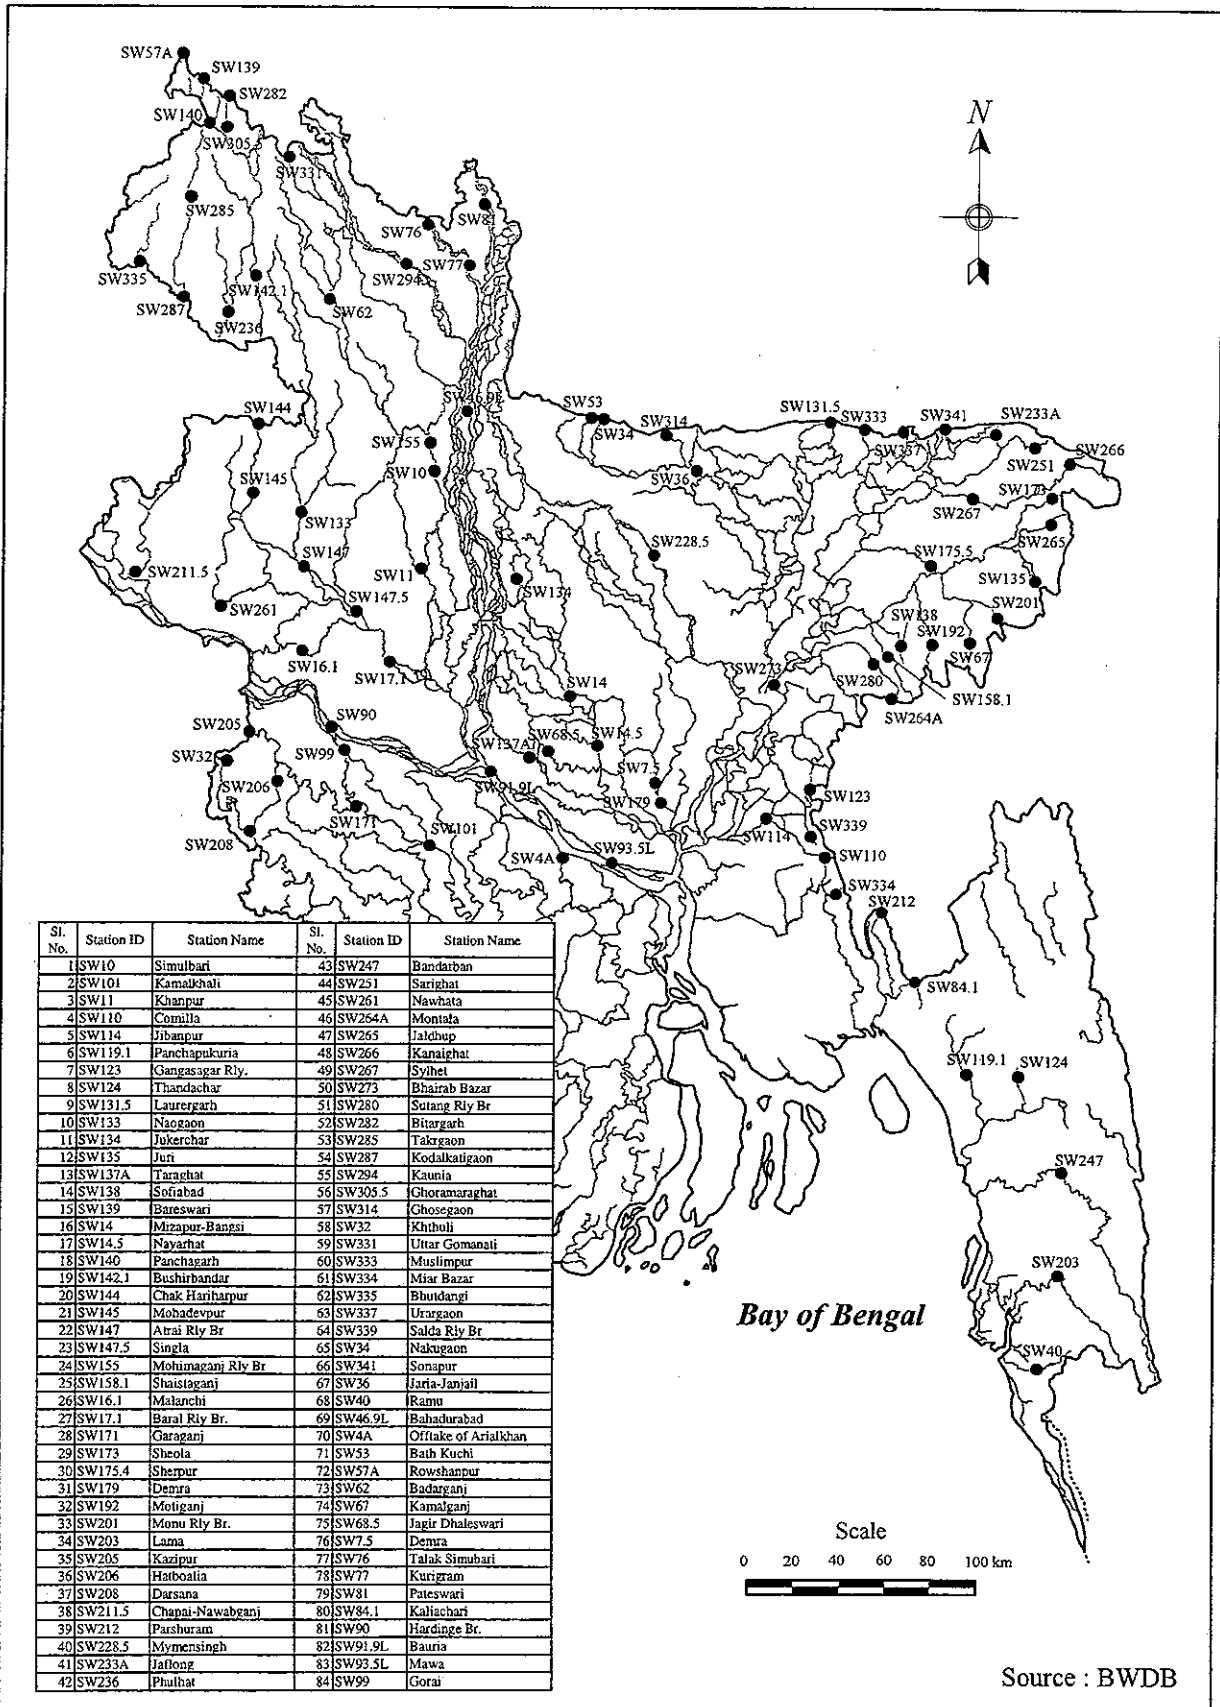 SW57A
SW139
SW282
SW140
SW305.5
SW331
SW285
SW81
SW76
SW335
SW294
SW77
SW142.1
SW287
SW62
SW236
N
SW46.9L
SW144
SW53
SW34
SW314
SW131.5
SW333
SW337
SW341
SW233A
SW251
SW266
SW155
SW10
SW36
SW145
SW267
SW173
SW133
SW265
SW228.5
SW147
SW175.5
SW211.5
SW11
SW134
SW135
SW147.5
SW261
SW201
SW138
SW192
SW67
SW16.1
SW17.1
SW273
SW280
SW158.1
SW14
SW264A
SW205
SW90
SW32
SW99
SW137A
SW68.5
SW14.5
SW206
SW91.9L
SW7.5
SW179
SW123
SW171
SW114
SW339
SW208
SW101
SW4A
SW93.5L
SW110
SW334
SW212
SW84.1
SW119.1
SW124
SW247
SW203
SW40
Sl. No. Station ID Station Name Sl. No. Station ID Station Name
1 SW10 Simulbari 43 SW247 Bandarban
2 SW101 Kamalkhali 44 SW251 Sarighat
3 SW11 Khanpur 45 SW261 Nawhata
4 SW110 Comilla 46 SW264A Montala
5 SW114 Jibanpur 47 SW265 Jaldhup
6 SW119.1 Panchapukuria 48 SW266 Kanaighat
7 SW123 Gangasagar Rly. 49 SW267 Sylhet
8 SW124 Thandachar 50 SW273 Bhairab Bazar
9 SW131.5 Laurergarh 51 SW280 Sutang Rly Br
10 SW133 Naogaon 52 SW282 Bitargarh
11 SW134 Jukerchar 53 SW285 Takrgaon
12 SW135 Juri 54 SW287 Kodalkatigaon
13 SW137A Taraghat 55 SW294 Kaunia
14 SW138 Sofiabad 56 SW305.5 Ghoramaraghat
15 SW139 Bareswari 57 SW314 Ghosegaon
16 SW14 Mizapur-Bangsi 58 SW32 Khthuli
17 SW14.5 Nayarhat 59 SW331 Uttar Gomanati
18 SW140 Panchagarh 60 SW333 Muslimpur
19 SW142.1 Bushirbandar 61 SW334 Miar Bazar
20 SW144 Chak Hariharpur 62 SW335 Bhutdangi
21 SW145 Mohadevpur 63 SW337 Urargaon
22 SW147 Atrai Rly Br 64 SW339 Salda Rly Br
23 SW147.5 Singla 65 SW34 Nakugaon
24 SW155 Mohimaganj Rly Br 66 SW341 Sonapur
25 SW158.1 Shaistaganj 67 SW36 Jaria-Janjail
26 SW16.1 Malanchi 68 SW40 Ramu
27 SW17.1 Baral Rly Br. 69 SW46.9L Bahadurabad
28 SW171 Garaganj 70 SW4A Offtake of Arialkhan
29 SW173 Sheola 71 SW53 Bath Kuchi
30 SW175.4 Sherpur 72 SW57A Rowshanpur
31 SW179 Demra 73 SW62 Badarganj
32 SW192 Motiganj 74 SW67 Kamalganj
33 SW201 Monu Rly Br. 75 SW68.5 Jagir Dhaleswari
34 SW203 Lama 76 SW7.5 Demra
35 SW205 Kazipur 77 SW76 Talak Simubari
36 SW206 Hatboalia 78 SW77 Kurigram
37 SW208 Darsana 79 SW81 Pateswari
38 SW211.5 Chapai-Nawabganj 80 SW84.1 Kaliachari
39 SW212 Parshuram 81 SW90 Hardinge Br.
40 SW228.5 Mymensingh 82 SW91.9L Bauria
41 SW233A Jaflong 83 SW93.5L Mawa
42 SW236 Phulhat 84 SW99 Gorai
Bay of Bengal
Scale
0 20 40 60 80 100 km
Source : BWDB